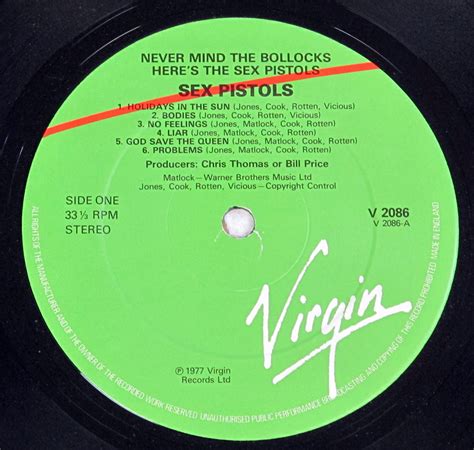 NEVER MIND THE BOLLOCKS
HERE'S THE SEX PISTOLS
SEX PISTOLS
1. HOLIDAYS IN THE SUN (Jones, Cook, Rotten, Vicious)
2. BODIES (Jones, Cook, Rotten, Vicious)
3. NO FEELINGS (Jones, Matlock, Cook, Rotten)
4. LIAR (Jones, Matlock, Cook, Rotten)
5. GOD SAVE THE QUEEN (Jones, Matlock, Cook, Rotten)
6. PROBLEMS (Jones, Matlock, Cook, Rotten)
Producers: Chris Thomas or Bill Price
Matlock—Warner Brothers Music Ltd
Jones, Cook, Rotten, Vicious—Copyright Control
SIDE ONE
33⅓ RPM
STEREO
V 2086
V 2086-A
Virgin
℗ 1977 Virgin
Records Ltd
ALL RIGHTS OF THE MANUFACTURER AND OF THE OWNER OF THE RECORDED WORK RESERVED. UNAUTHORISED PUBLIC PERFORMANCE BROADCASTING AND COPYING OF THIS RECORD PROHIBITED. MADE IN ENGLAND